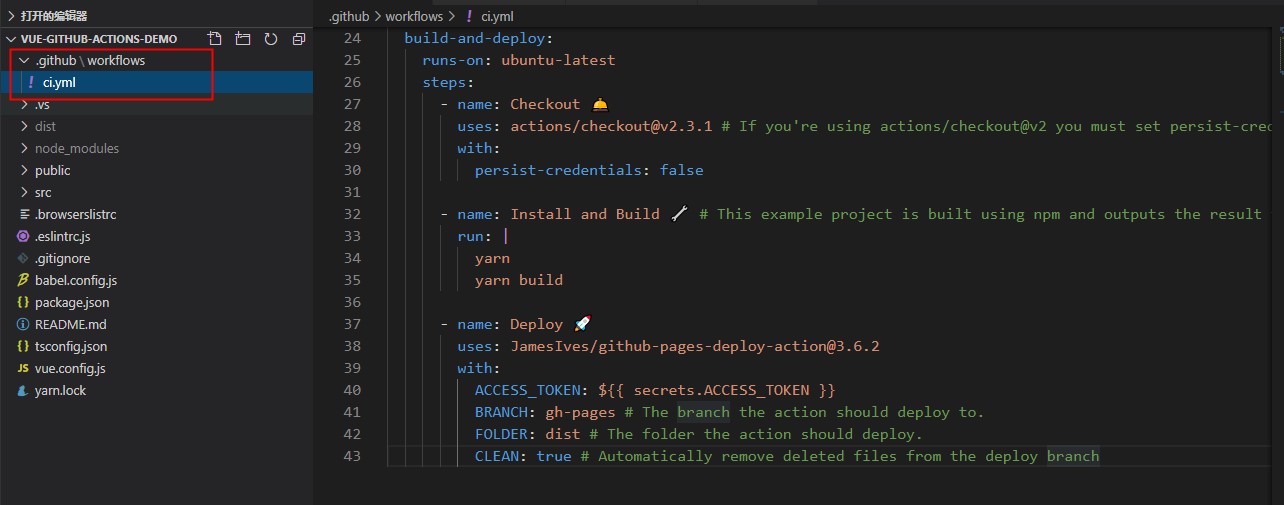 打开的编辑器
VUE-GITHUB-ACTIONS-DEMO
.github \ workflows
! ci.yml
.vs
dist
node_modules
public
src
.browserslistrc
.eslintrc.js
.gitignore
babel.config.js
{} package.json
README.md
{} tsconfig.json
JS vue.config.js
yarn.lock
.github > workflows > ! ci.yml
24 build-and-deploy:
25 runs-on: ubuntu-latest
26 steps:
27 - name: Checkout 🛎️
28 uses: actions/checkout@v2.3.1 # If you're using actions/checkout@v2 you must set persist-cred
29 with:
30 persist-credentials: false
31
32 - name: Install and Build 🔧 # This example project is built using npm and outputs the result
33 run: |
34 yarn
35 yarn build
36
37 - name: Deploy 🚀
38 uses: JamesIves/github-pages-deploy-action@3.6.2
39 with:
40 ACCESS_TOKEN: ${{ secrets.ACCESS_TOKEN }}
41 BRANCH: gh-pages # The branch the action should deploy to.
42 FOLDER: dist # The folder the action should deploy.
43 CLEAN: true # Automatically remove deleted files from the deploy branch